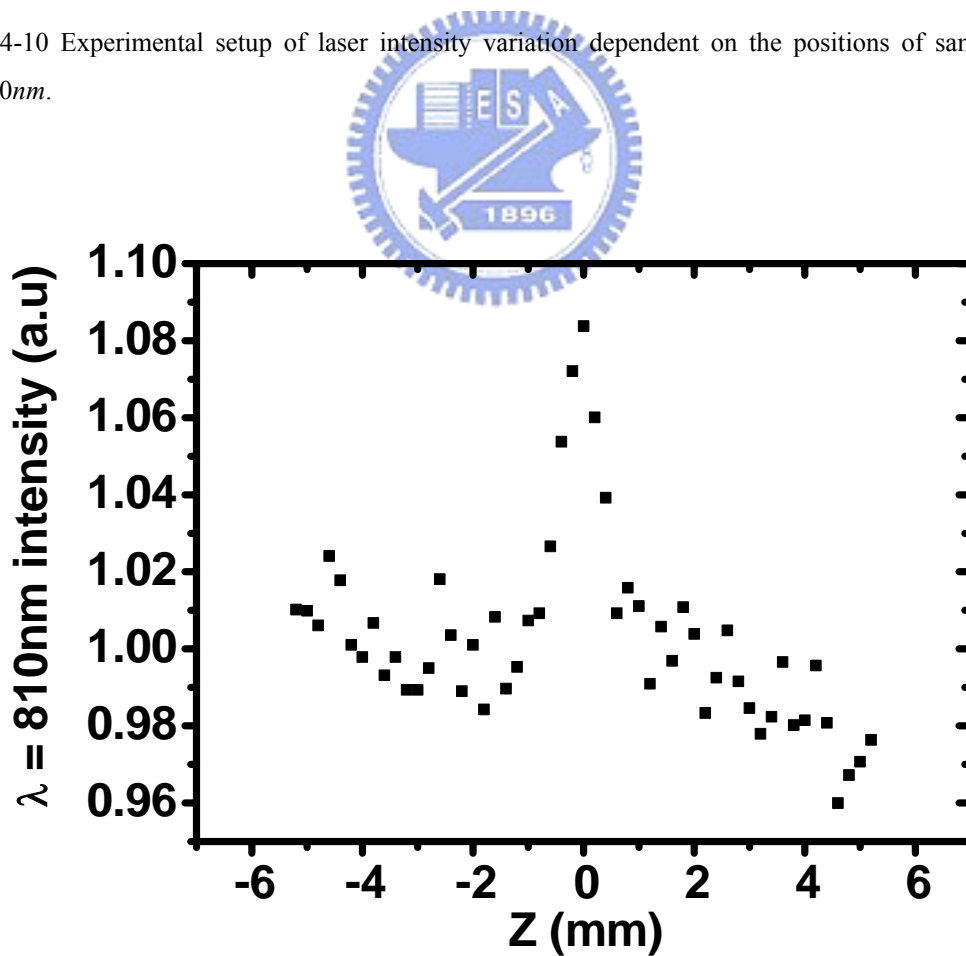 4-10 Experimental setup of laser intensity variation dependent on the positions of san
0nm.
E S A
1896
λ = 810nm intensity (a.u)
1.10
1.08
1.06
1.04
1.02
1.00
0.98
0.96
-6 -4 -2 0 2 4 6
Z (mm)